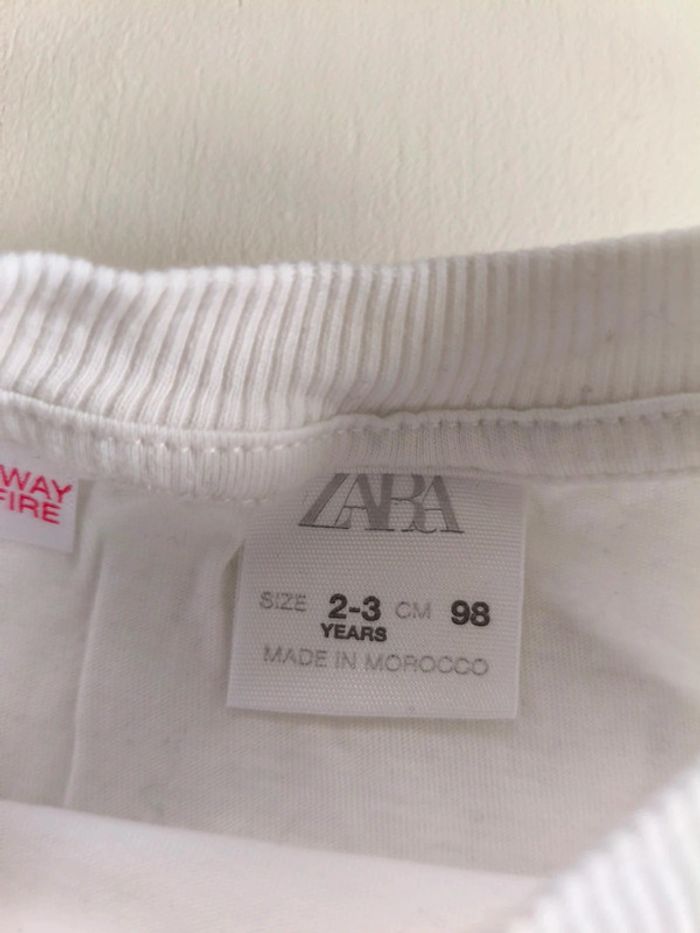 WAY
FIRE
ZARA
SIZE 2-3 CM 98
YEARS
MADE IN MOROCCO